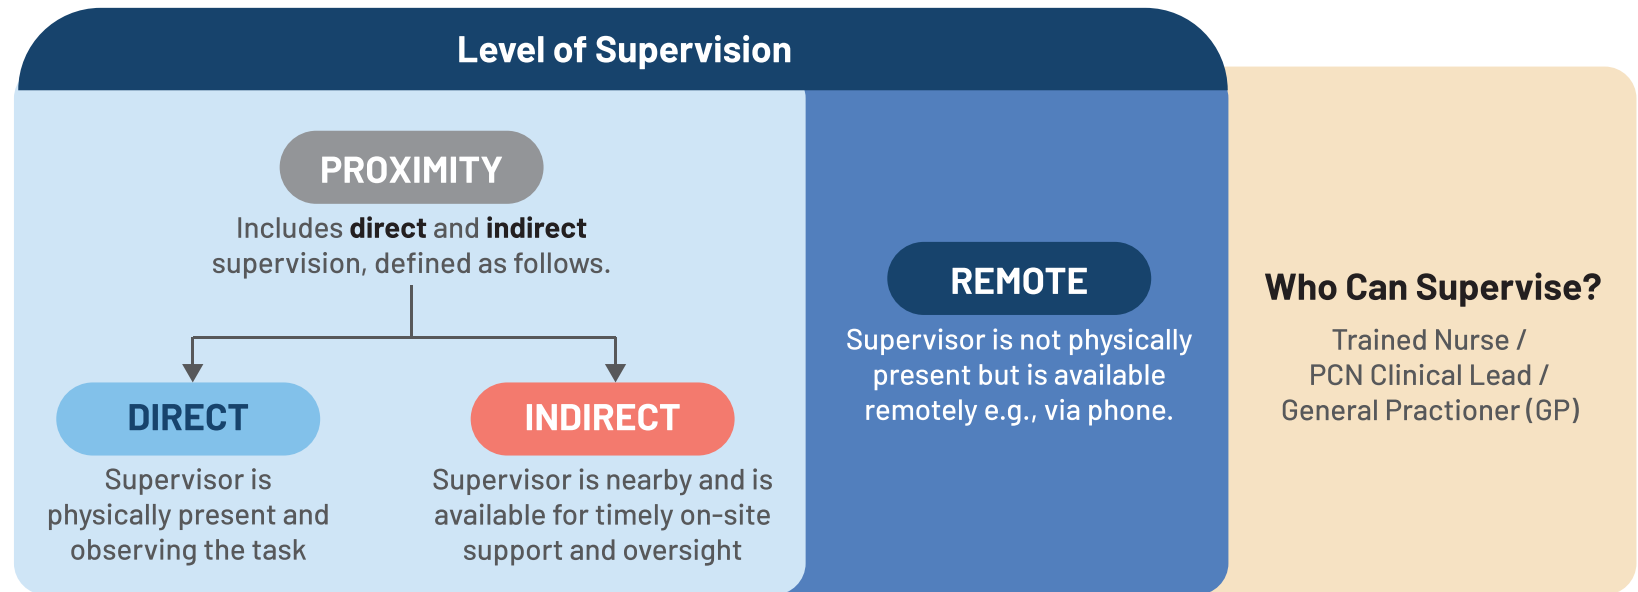 Level of Supervision
PROXIMITY
Includes direct and indirect
supervision, defined as follows.
DIRECT
Supervisor is
physically present and
observing the task
INDIRECT
Supervisor is nearby and is
available for timely on-site
support and oversight
REMOTE
Supervisor is not physically
present but is available
remotely e.g., via phone.
Who Can Supervise?
Trained Nurse /
PCN Clinical Lead /
General Practioner (GP)